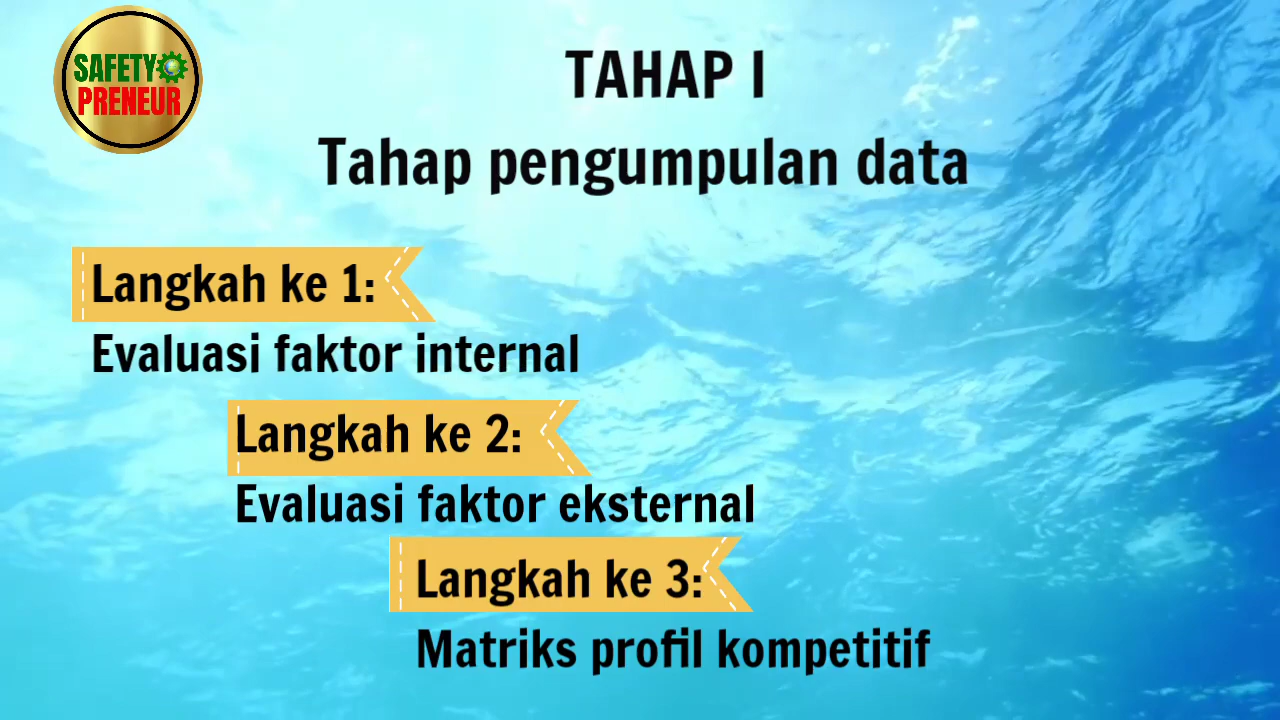 SAFETY
PRENEUR
TAHAP I
Tahap pengumpulan data
Langkah ke 1:
Evaluasi faktor internal
Langkah ke 2:
Evaluasi faktor eksternal
Langkah ke 3:
Matriks profil kompetitif